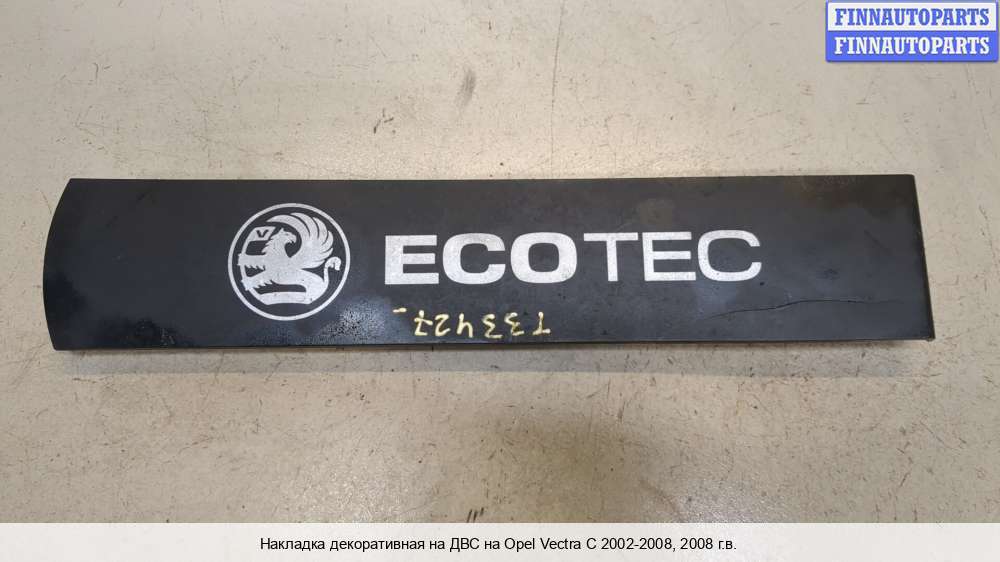 FINNAUTOPARTS
FINNAUTOPARTS
V
ECOTEC
T33427-
Накладка декоративная на ДВС на Opel Vectra C 2002-2008, 2008 г.в.